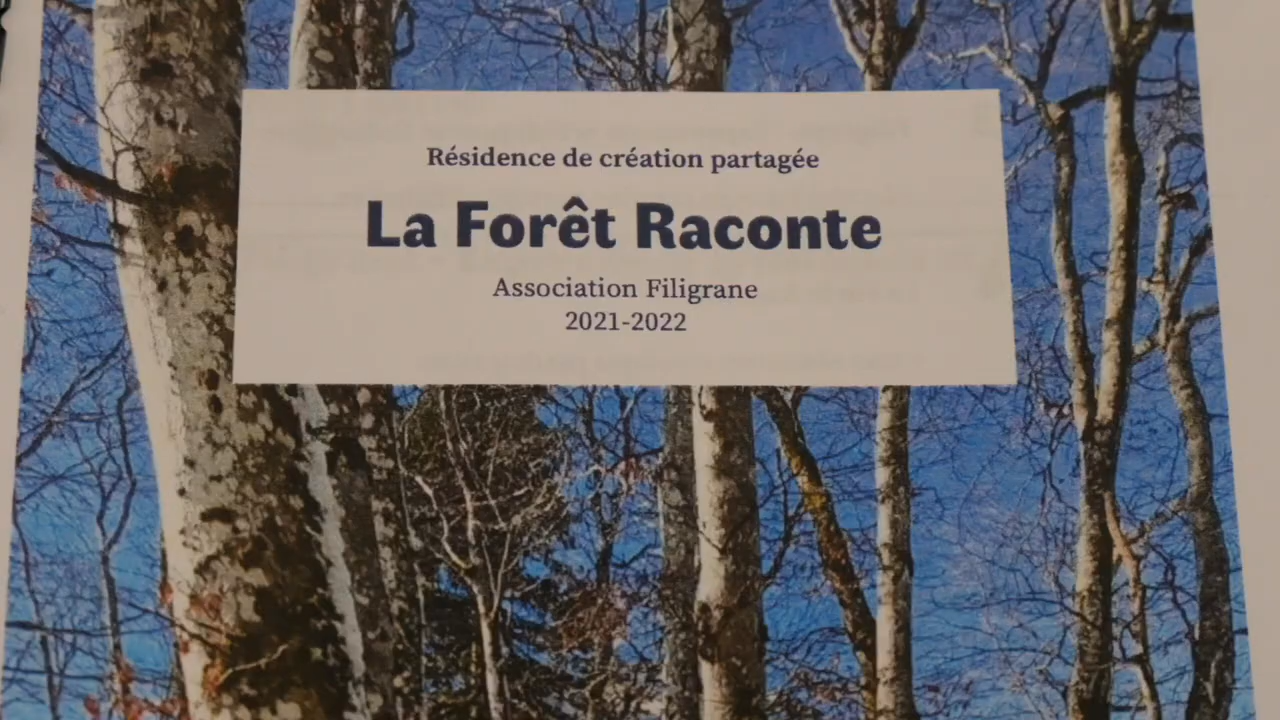 Résidence de création partagée
La Forêt Raconte
Association Filigrane
2021-2022